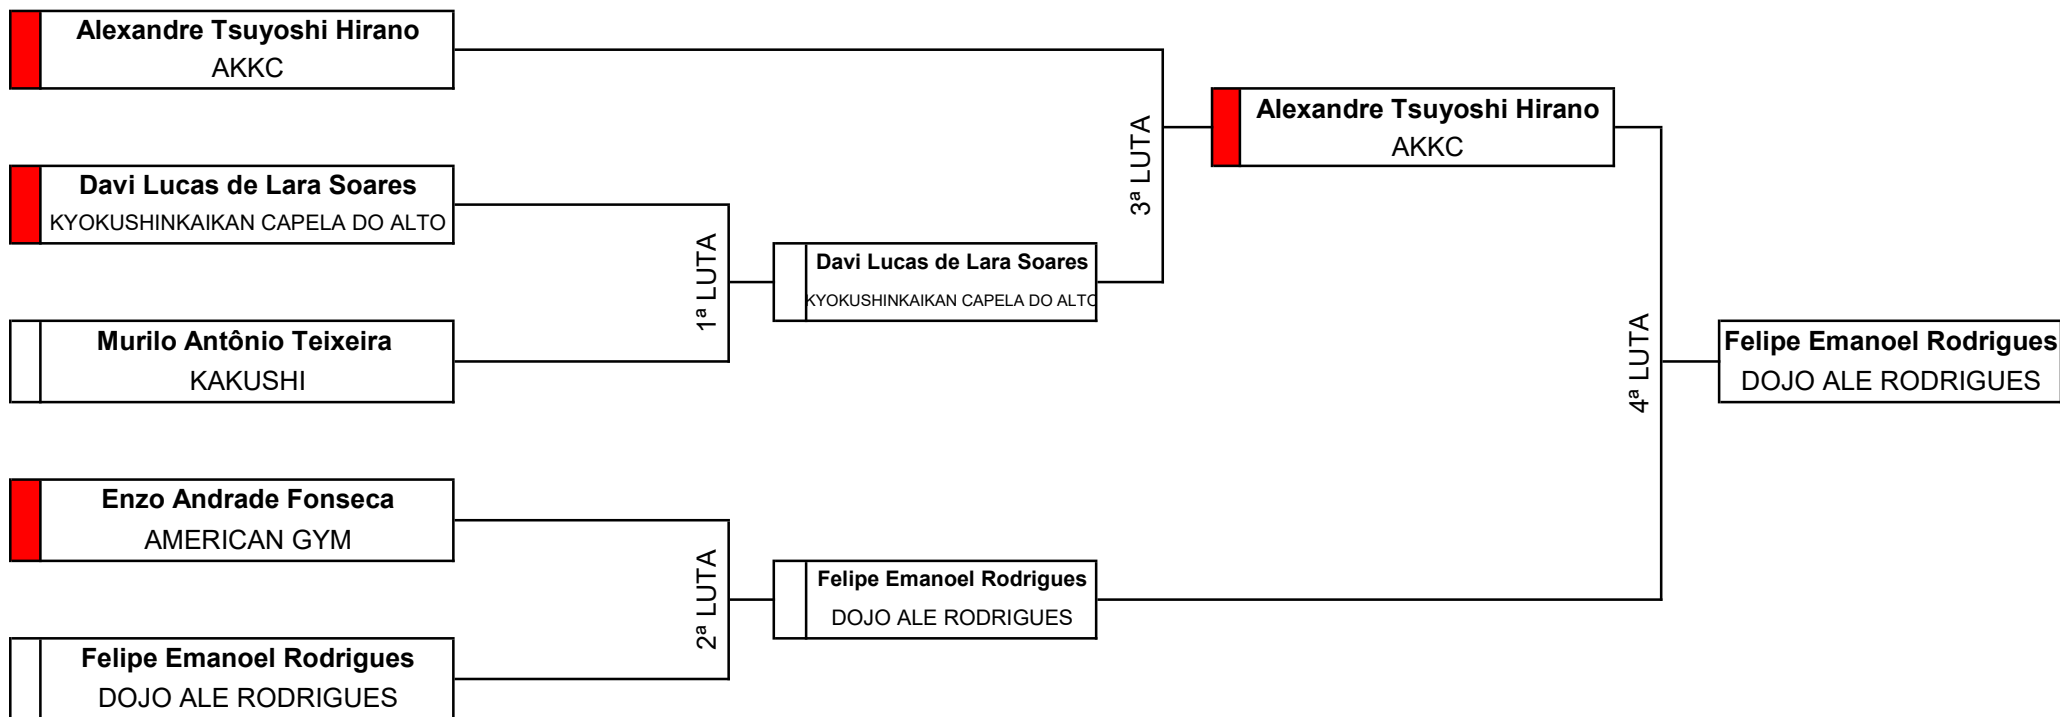 Alexandre Tsuyoshi Hirano
AKKC
Davi Lucas de Lara Soares
KYOKUSHINKAIKAN CAPELA DO ALTO
Murilo Antônio Teixeira
KAKUSHI
Enzo Andrade Fonseca
AMERICAN GYM
Felipe Emanoel Rodrigues
DOJO ALE RODRIGUES
1ª LUTA
2ª LUTA
Davi Lucas de Lara Soares
KYOKUSHINKAIKAN CAPELA DO ALTO
Felipe Emanoel Rodrigues
DOJO ALE RODRIGUES
3ª LUTA
Alexandre Tsuyoshi Hirano
AKKC
4ª LUTA
Felipe Emanoel Rodrigues
DOJO ALE RODRIGUES